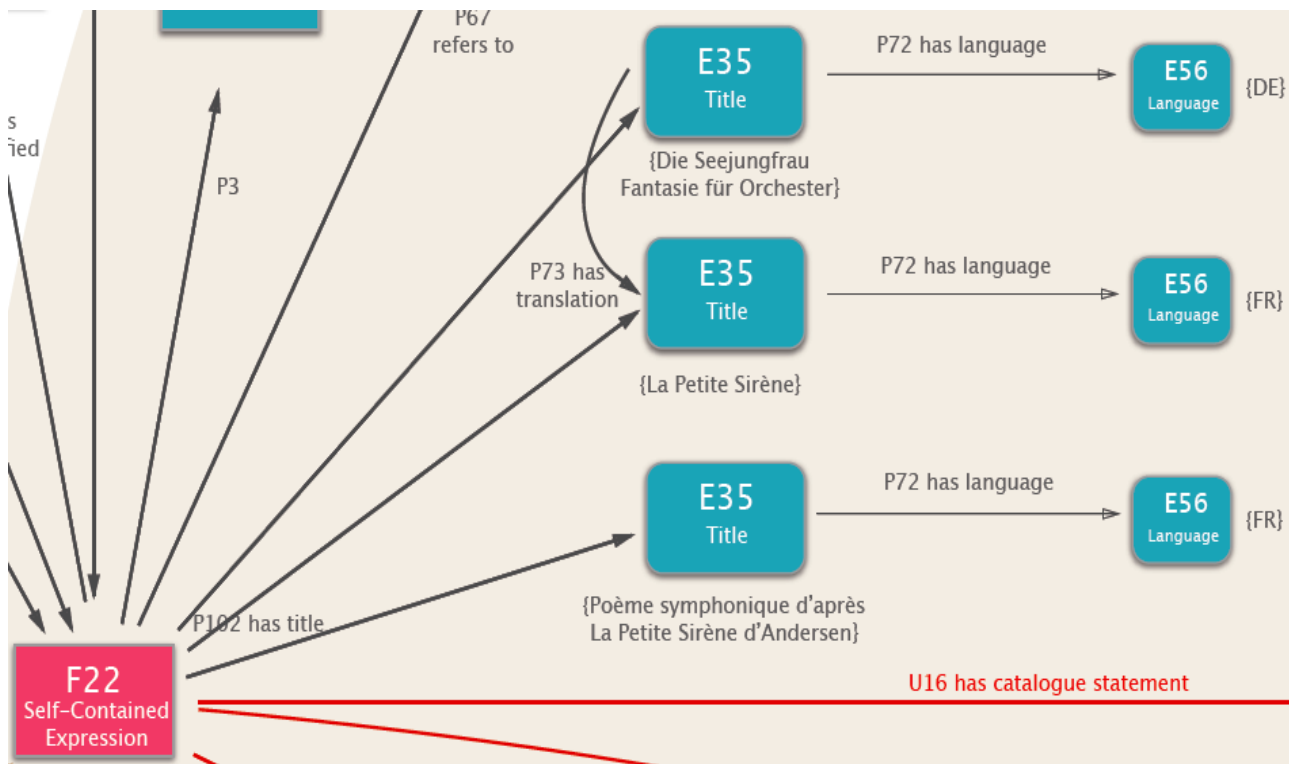 P67
refers to
E35
Title
P72 has language
E56
Language
{DE}
{Die Seejungfrau
Fantasie für Orchester}
s
fied
P3
P73 has
translation
E35
Title
P72 has language
E56
Language
{FR}
{La Petite Sirène}
E35
Title
P72 has language
E56
Language
{FR}
{Poème symphonique d'après
La Petite Sirène d'Andersen}
P102 has title
F22
Self-Contained
Expression
U16 has catalogue statement